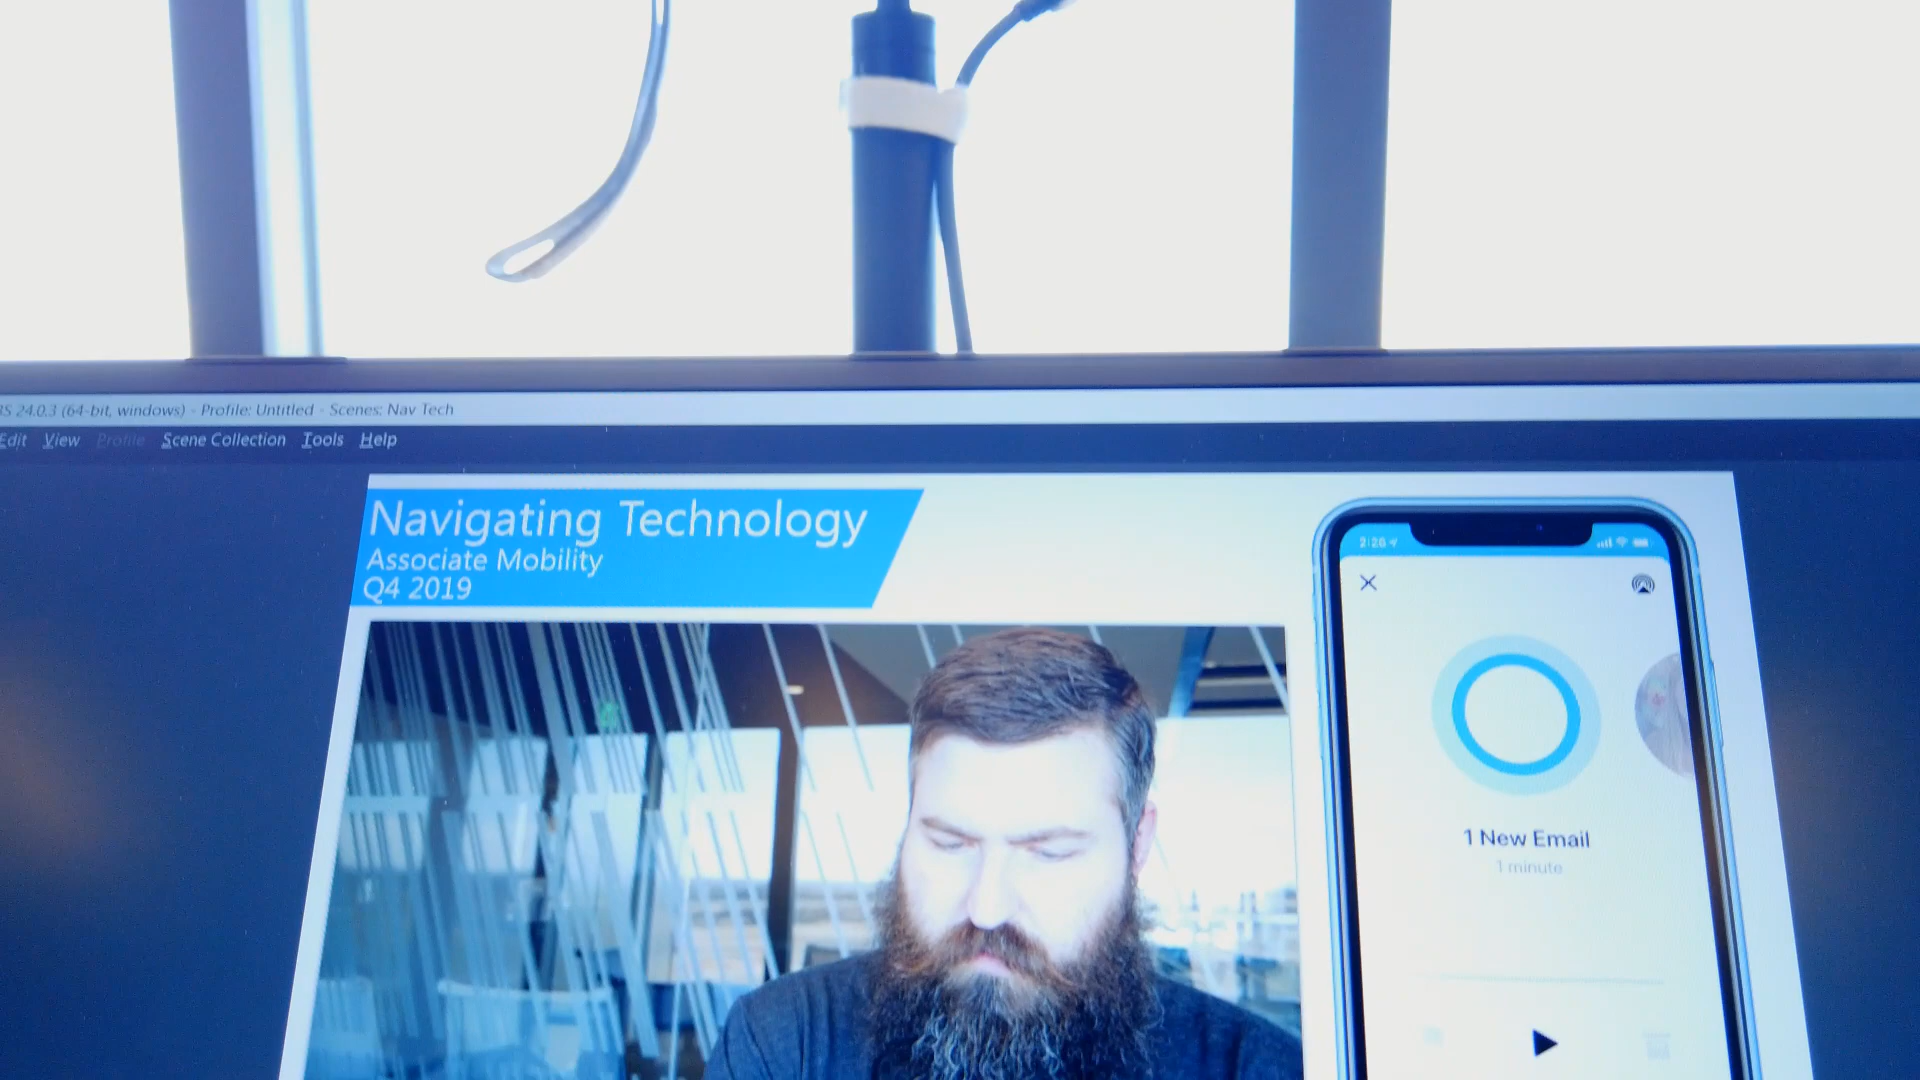 24.0.3 (64-bit, windows) - Profile: Untitled - Scenes: Nav Tech
Edit View Profile Scene Collection Tools Help
Navigating Technology
Associate Mobility
Q4 2019
2:26
1 New Email
1 minute